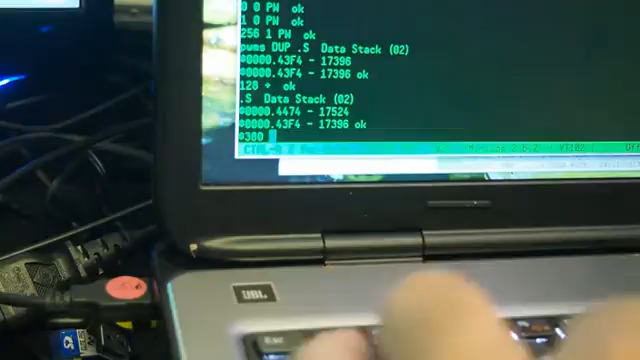 0 0 PW ok
1 0 PW ok
256 1 PW ok
pwms DUP .S Data Stack (02)
$0000.43F4 - 17396
$0000.43F4 - 17396 ok
128 + ok
.S Data Stack (02)
$0000.4474 - 17524
$0000.43F4 - 17396 ok
$380
VT102
JBL
Esc